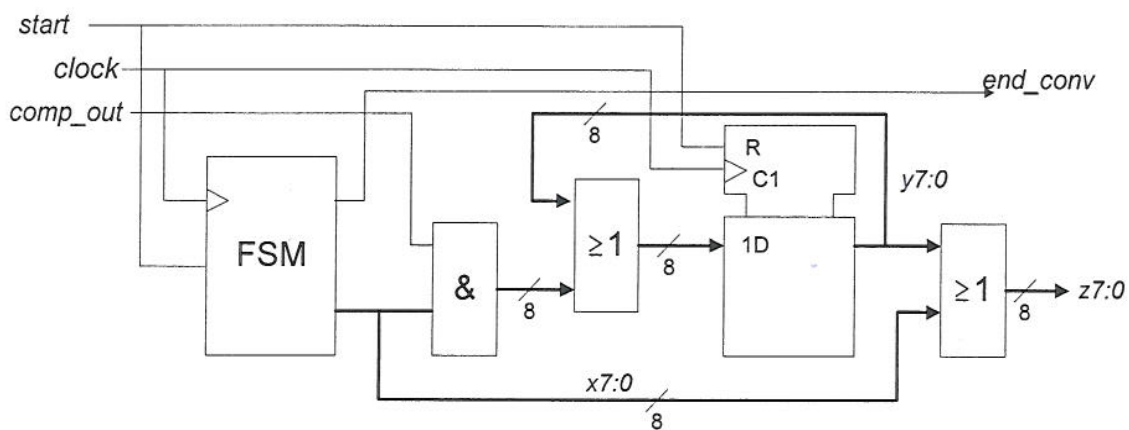 start
clock
end_conv
comp_out
8
R
C1
y7:0
FSM
&
8
≥1
8
1D
≥1
8
z7:0
x7:0
8